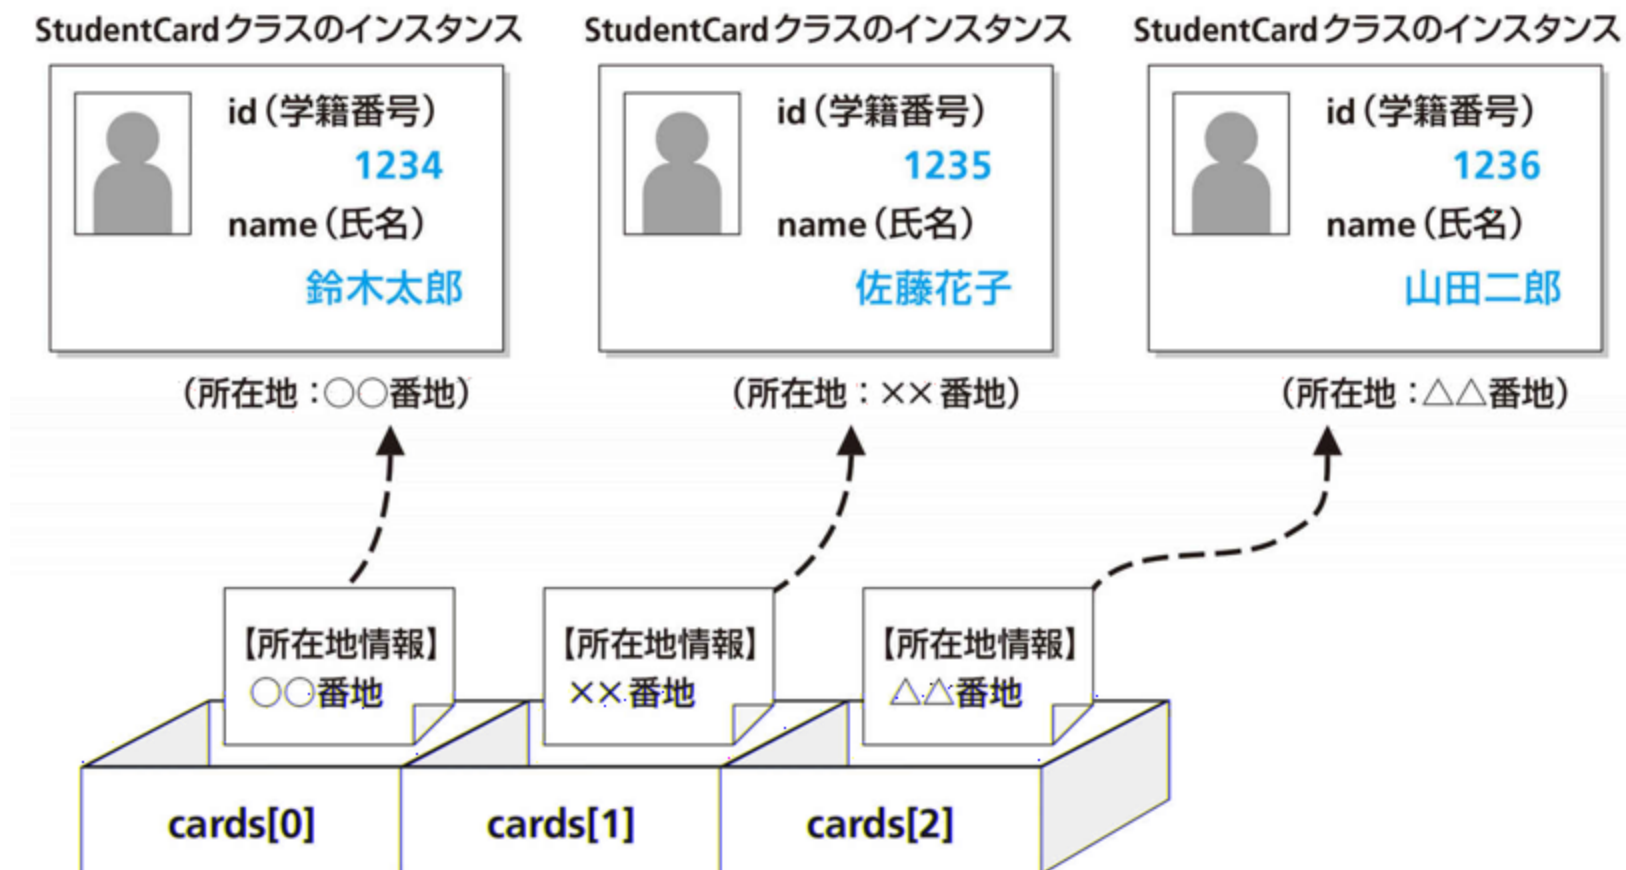 StudentCardクラスのインスタンス
id（学籍番号）
1234
name（氏名）
鈴木太郎
（所在地：○○番地）
StudentCardクラスのインスタンス
id（学籍番号）
1235
name（氏名）
佐藤花子
（所在地：××番地）
StudentCardクラスのインスタンス
id（学籍番号）
1236
name（氏名）
山田二郎
（所在地：△△番地）
【所在地情報】
○○番地
【所在地情報】
××番地
【所在地情報】
△△番地
cards[0]
cards[1]
cards[2]